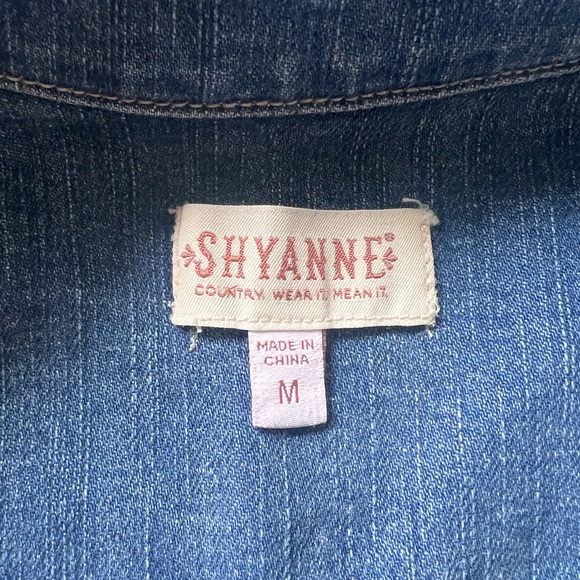 SHYANNE®
COUNTRY. WEAR IT. MEAN IT.
MADE IN
CHINA
M